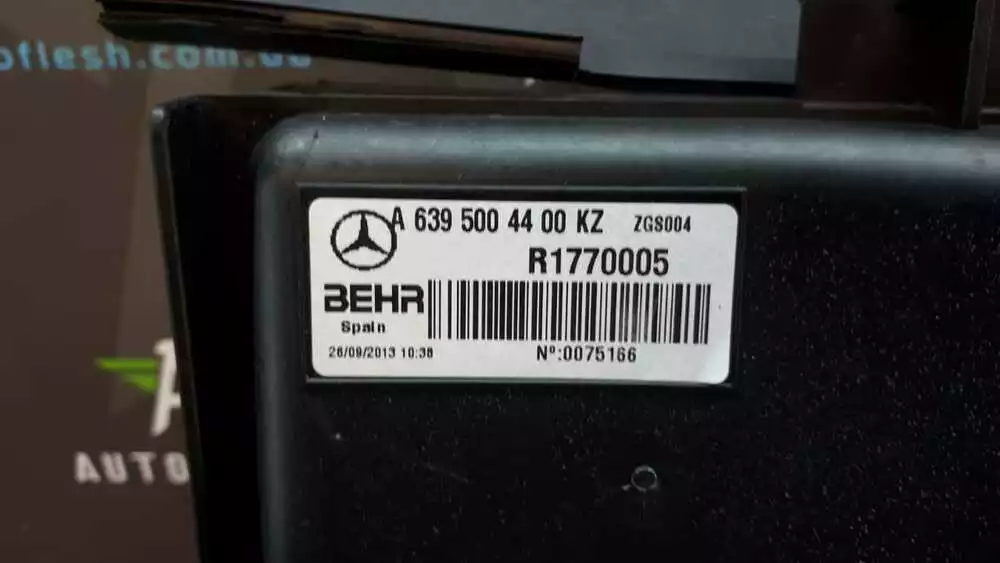 oflesh.com.ua
A 639 500 44 00 KZ ZGS004
R1770005
BEHR
Spain
26/09/2013 10:36
Nº:0075166
AUTO